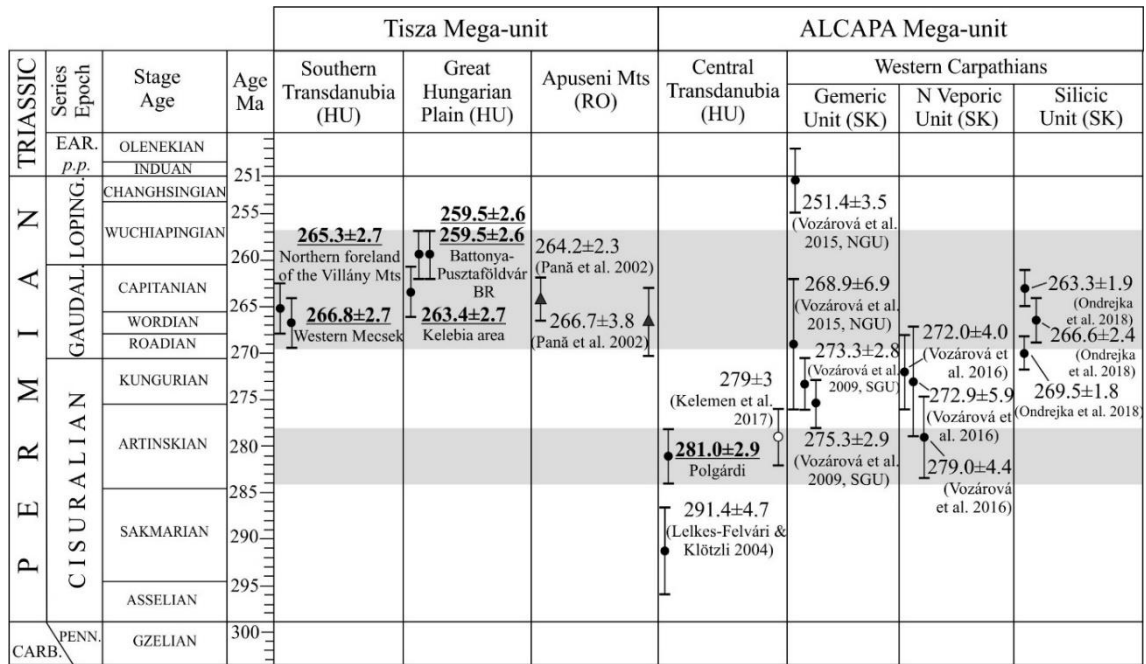 Tisza Mega-unit
ALCAPA Mega-unit
TRIASSIC
Series
Epoch
Stage
Age
Age
Ma
Southern
Transdanubia
(HU)
Great
Hungarian
Plain (HU)
Apuseni Mts
(RO)
Central
Transdanubia
(HU)
Western Carpathians
Gemeric
Unit (SK)
N Veporic
Unit (SK)
Silicic
Unit (SK)
EAR.
p.p.
OLENEKIAN
INDUAN
251
PERMIAN
LOPING.
CHANGHSINGIAN
WUCHIAPINGIAN
255
260
GAUDAL.
CAPITANIAN
WORDIAN
ROADIAN
265
270
CISURALIAN
KUNGURIAN
ARTINSKIAN
SAKMARIAN
ASSELIAN
275
280
285
290
295
CARB.
PENN.
GZELIAN
300
265.3±2.7
Northern foreland
of the Villány Mts
266.8±2.7
Western Mecsek
259.5±2.6
259.5±2.6
Battonya-
Pusztaföldvár
BR
263.4±2.7
Kelebia area
264.2±2.3
(Pană et al. 2002)
266.7±3.8
(Pană et al. 2002)
279±3
(Kelemen et al.
2017)
281.0±2.9
Polgárdi
291.4±4.7
(Lelkes-Felvári &
Klötzli 2004)
251.4±3.5
(Vozárová et al.
2015, NGU)
268.9±6.9
(Vozárová et al.
2015, NGU)
273.3±2.8
(Vozárová et al.
2009, SGU)
275.3±2.9
(Vozárová et al.
2009, SGU)
272.0±4.0
(Vozárová et
al. 2016)
272.9±5.9
(Vozárová et
al. 2016)
279.0±4.4
(Vozárová
et al. 2016)
263.3±1.9
(Ondrejka et al.
2018)
266.6±2.4
(Ondrejka et
al. 2018)
269.5±1.8
(Ondrejka et al. 2018)